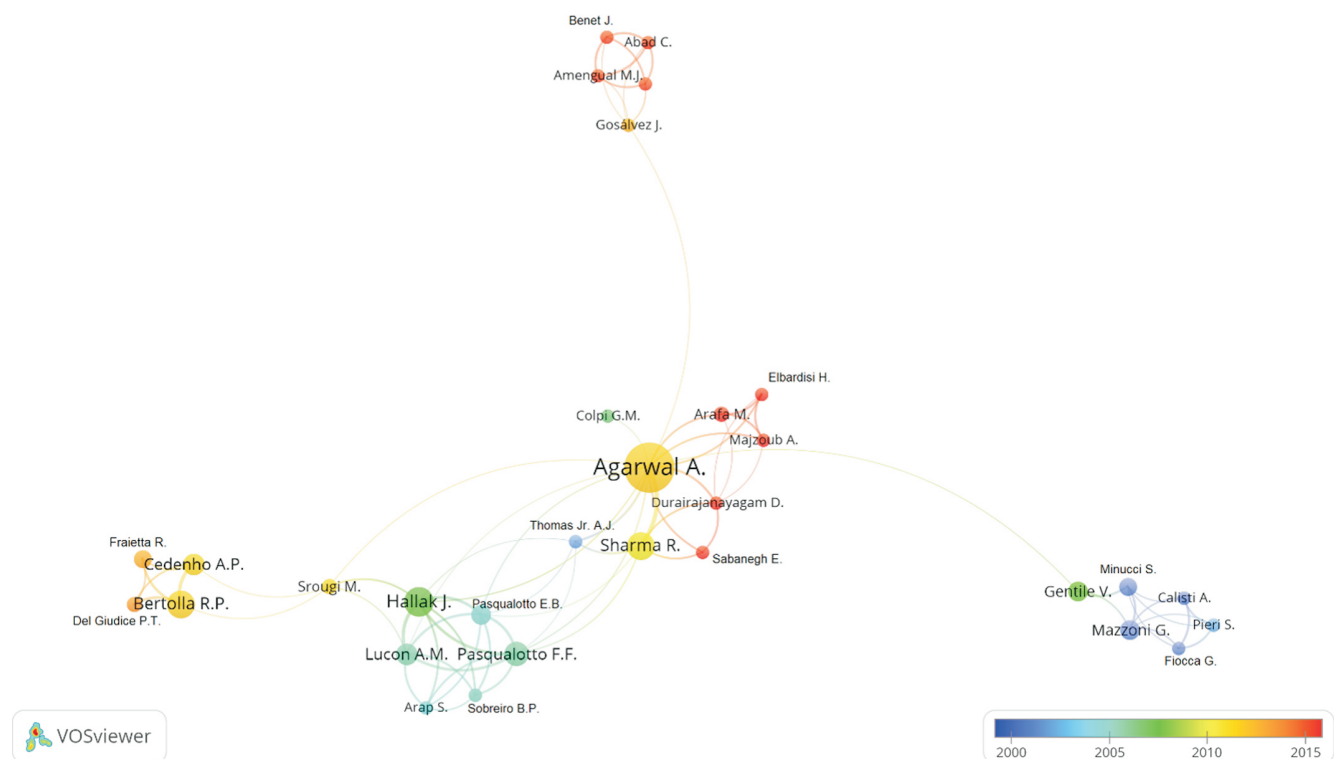 Benet J.
Abad C.
Amengual M.J.
Gosálvez J.
Elbardisi H.
Colpi G.M.
Arafa M.
Majzoub A.
Agarwal A.
Durairajanayagam D.
Thomas Jr. A.J.
Sharma R.
Sabanegh E.
Fraietta R.
Cedenho A.P.
Srougi M.
Bertolla R.P.
Del Giudice P.T.
Hallak J.
Pasqualotto E.B.
Lucon A.M.
Pasqualotto F.F.
Arap S.
Sobreiro B.P.
Minucci S.
Gentile V.
Calisti A.
Mazzoni G.
Pieri S.
Fiocca G.
VOSviewer
2000 2005 2010 2015